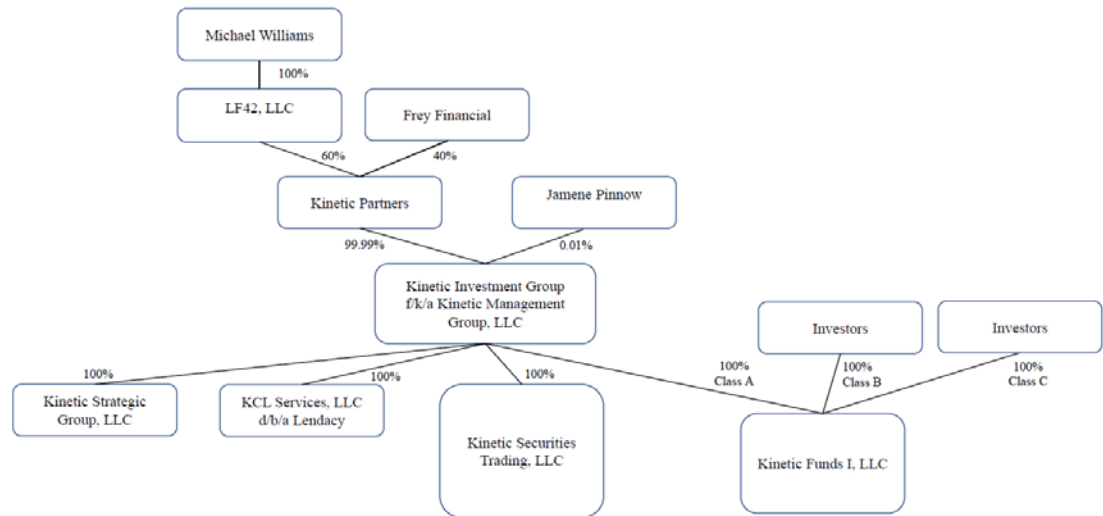 Michael Williams
100%
LF42, LLC
Frey Financial
60%
40%
Kinetic Partners
Jamene Pinnow
99.99%
0.01%
Kinetic Investment Group
f/k/a Kinetic Management
Group, LLC
Investors
Investors
100%
100%
100%
100%
Class A
100%
Class B
100%
Class C
Kinetic Strategic
Group, LLC
KCL Services, LLC
d/b/a Lendacy
Kinetic Securities
Trading, LLC
Kinetic Funds I, LLC